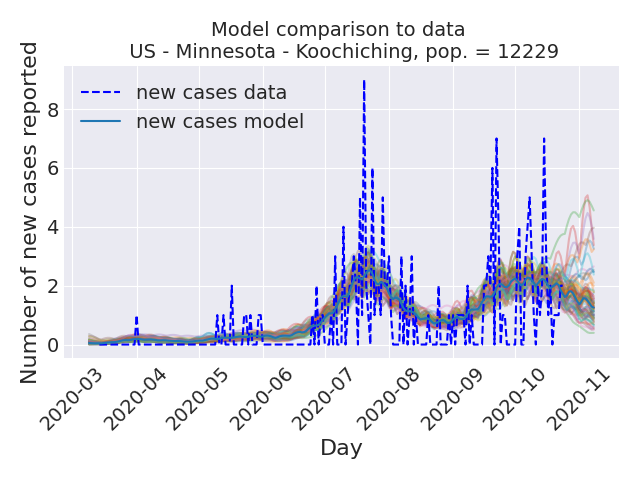 Model comparison to data
US - Minnesota - Koochiching, pop. = 12229
Number of new cases reported
8
6
4
2
0
new cases data
new cases model
2020-03
2020-04
2020-05
2020-06
2020-07
2020-08
2020-09
2020-10
2020-11
Day